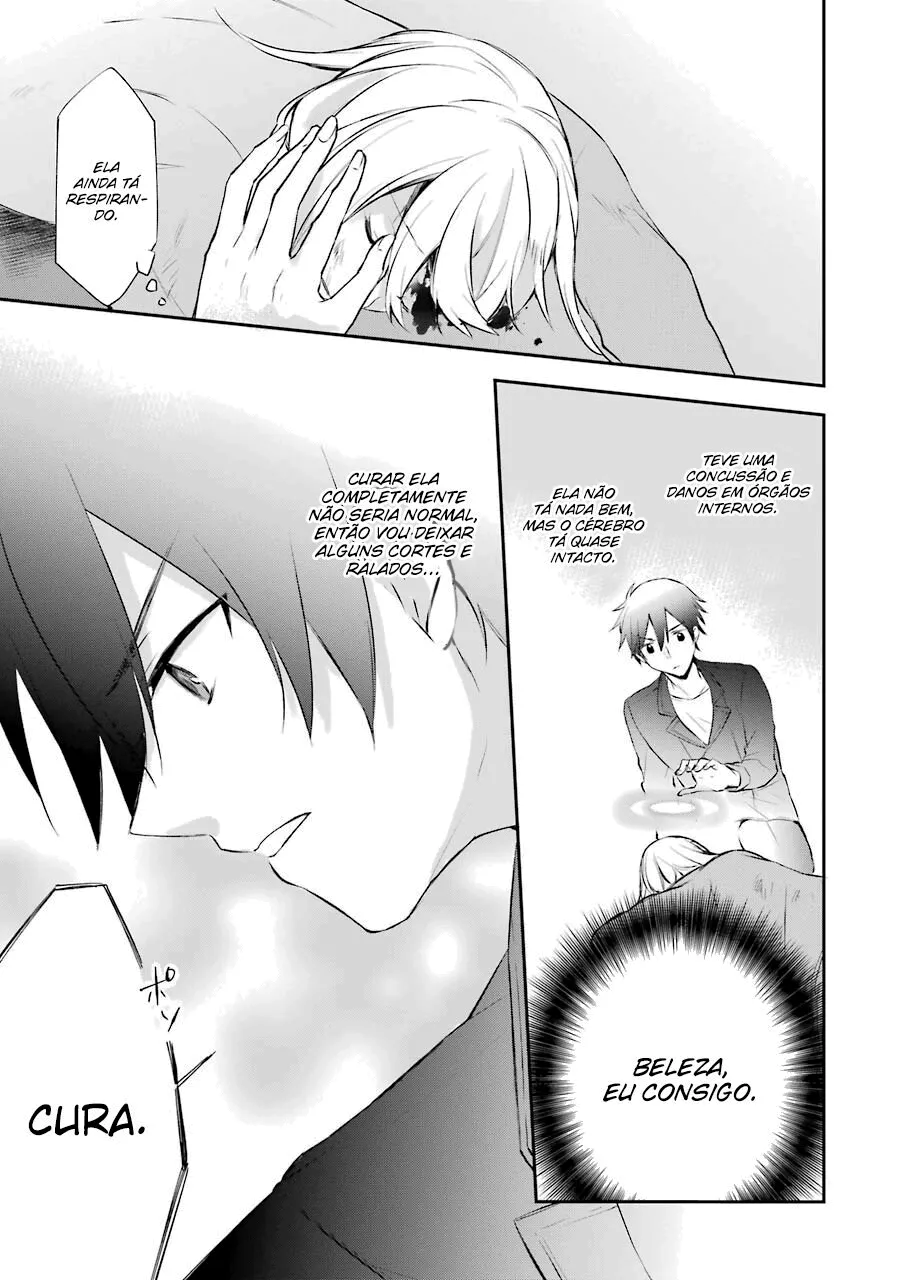 ELA
AINDA TÁ
RESPIRAN-
DO.
TEVE UMA
CONCUSSÃO E
DANOS EM ÓRGÃOS
INTERNOS.
ELA NÃO
TÁ NADA BEM,
MAS O CÉREBRO
TÁ QUASE
INTACTO.
BELEZA,
EU CONSIGO.
CURAR ELA
COMPLETAMENTE
NÃO SERIA NORMAL,
ENTÃO VOU DEIXAR
ALGUNS CORTES E
RALADOS...
ポッ
CURA.